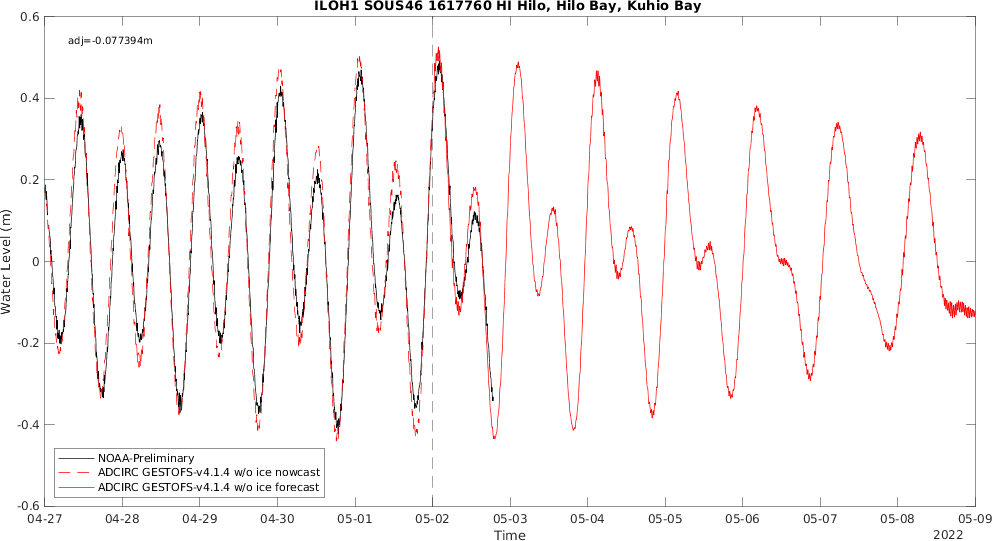 ILOH1 SOUS46 1617760 HI Hilo, Hilo Bay, Kuhio Bay
adj=-0.077394m
0.6
0.4
0.2
0
-0.2
-0.4
-0.6
Water Level (m)
NOAA-Preliminary
ADCIRC GESTOFS-v4.1.4 w/o ice nowcast
ADCIRC GESTOFS-v4.1.4 w/o ice forecast
04-27 04-28 04-29 04-30 05-01 05-02 05-03 05-04 05-05 05-06 05-07 05-08 05-09
Time
2022